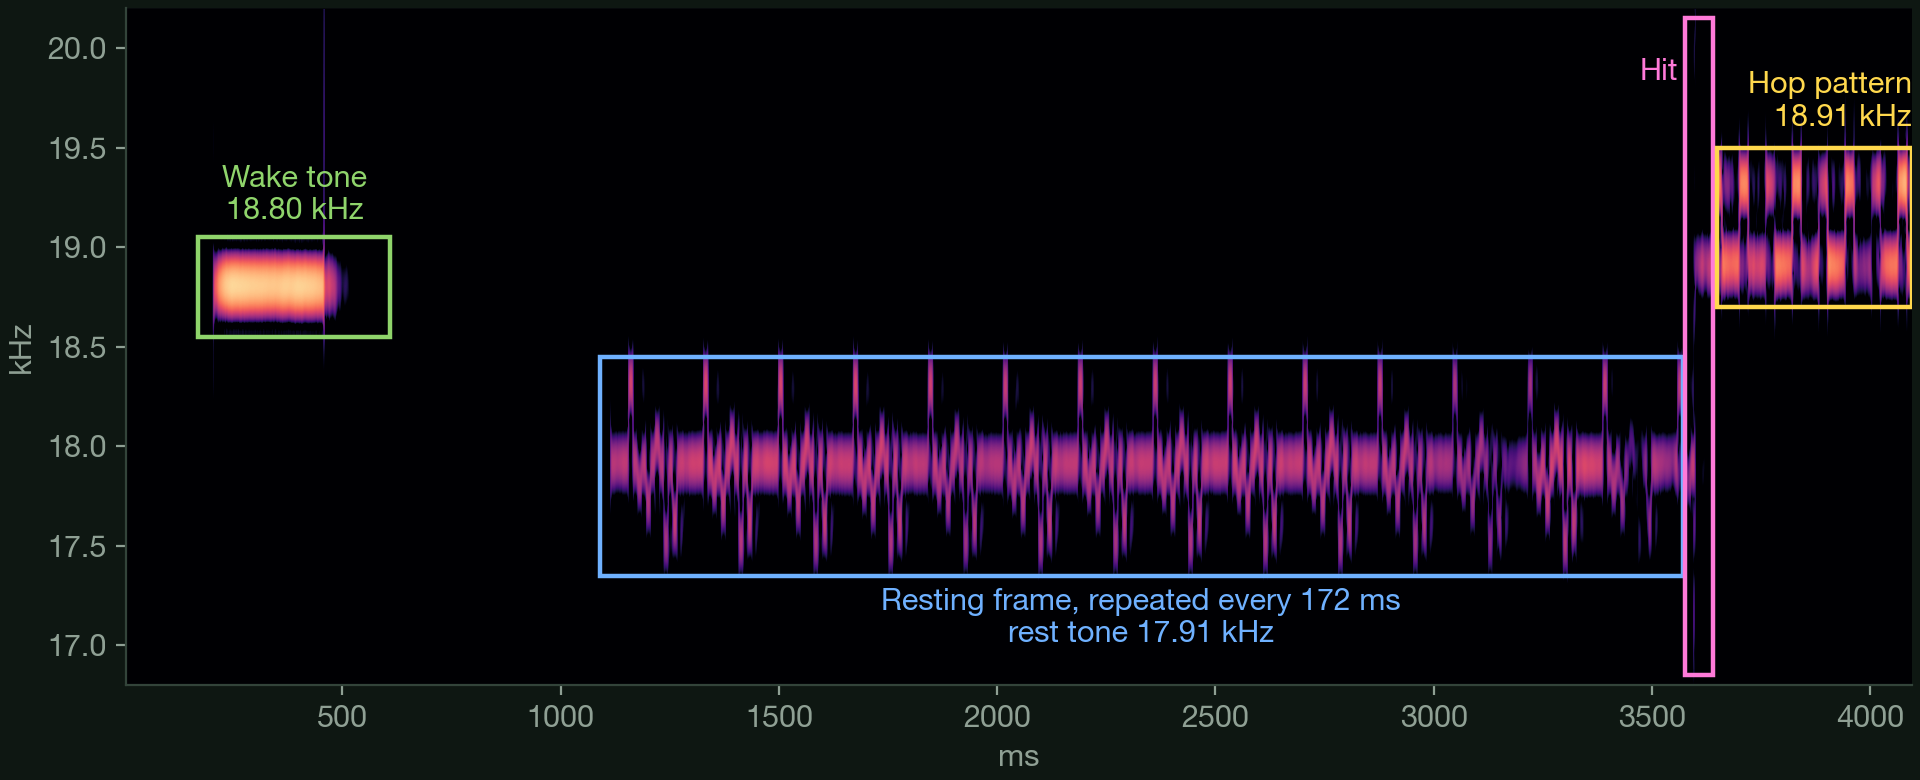 20.0
19.5
19.0
18.5
18.0
17.5
17.0
kHz
Wake tone
18.80 kHz
Hit
Hop pattern
18.91 kHz
Resting frame, repeated every 172 ms
rest tone 17.91 kHz
500
1000
1500
2000
2500
3000
3500
4000
ms